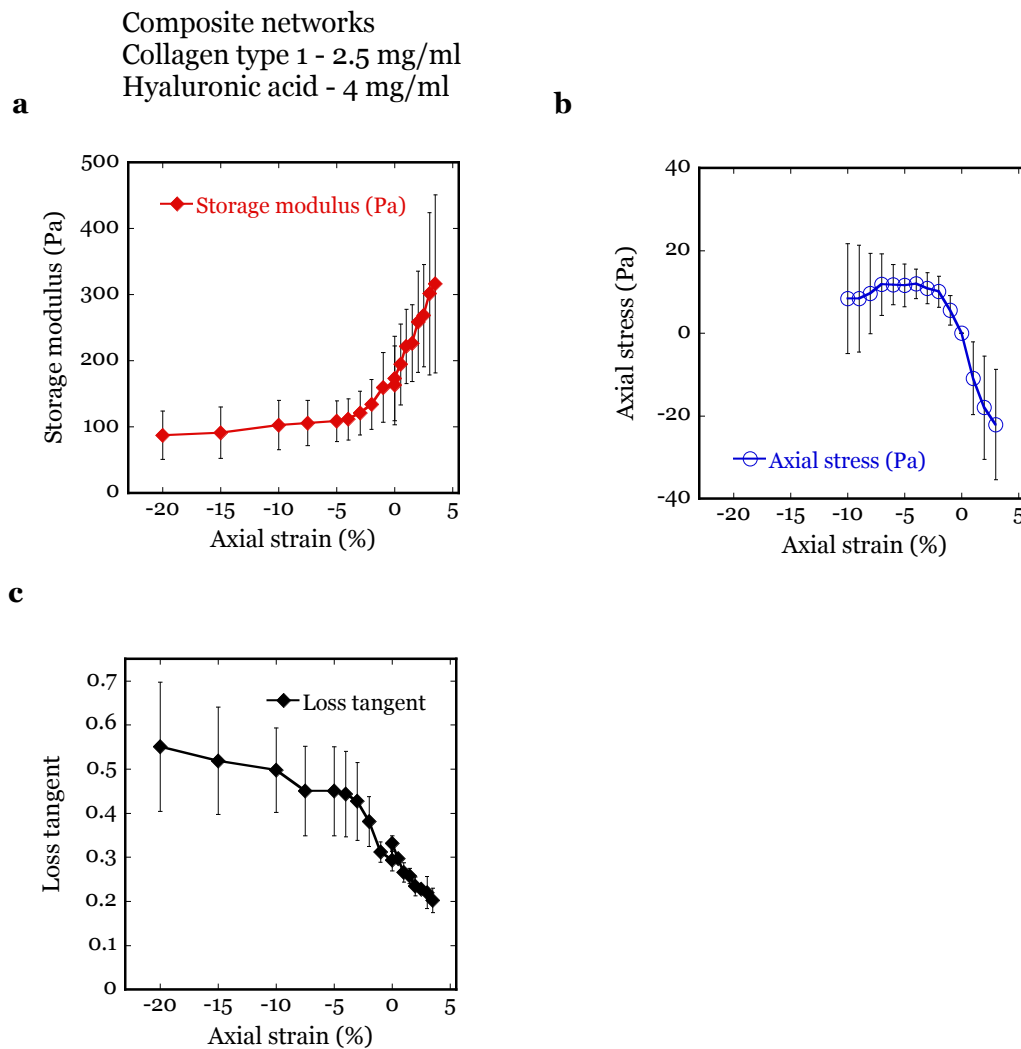 Composite networks
Collagen type 1 - 2.5 mg/ml
Hyaluronic acid - 4 mg/ml
a
500
400
300
200
100
0
Storage modulus (Pa)
Storage modulus (Pa)
-20 -15 -10 -5 0 5
Axial strain (%)
b
40
20
0
-20
-40
Axial stress (Pa)
Axial stress (Pa)
-20 -15 -10 -5 0 5
Axial strain (%)
c
0.7
0.6
0.5
0.4
0.3
0.2
0.1
0
Loss tangent
Loss tangent
-20 -15 -10 -5 0 5
Axial strain (%)